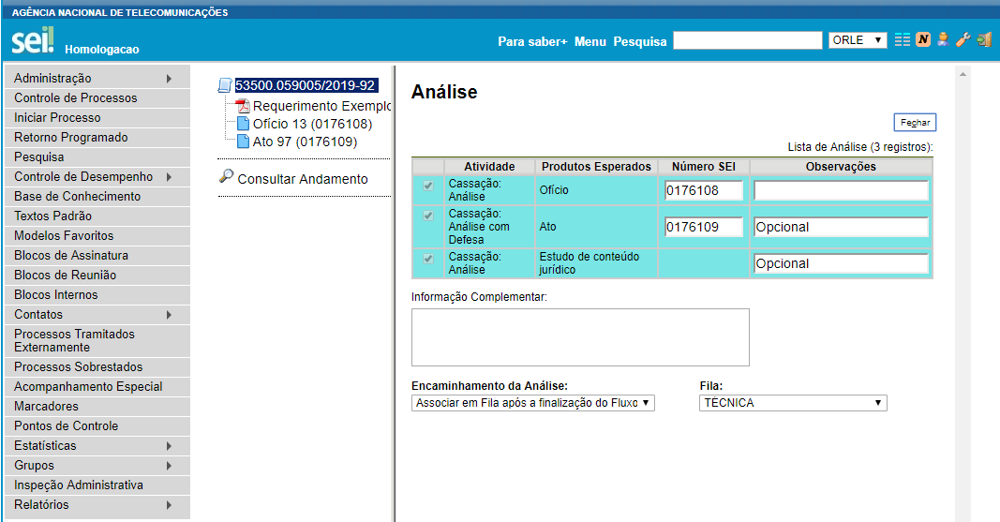 AGÊNCIA NACIONAL DE TELECOMUNICAÇÕES
sei!
Homologacao
Para saber+ Menu Pesquisa
ORLE
N
Administração
Controle de Processos
Iniciar Processo
Retorno Programado
Pesquisa
Controle de Desempenho
Base de Conhecimento
Textos Padrão
Modelos Favoritos
Blocos de Assinatura
Blocos de Reunião
Blocos Internos
Contatos
Processos Tramitados
Externamente
Processos Sobrestados
Acompanhamento Especial
Marcadores
Pontos de Controle
Estatísticas
Grupos
Inspeção Administrativa
Relatórios
53500.059005/2019-92
Requerimento Exemplo
Ofício 13 (0176108)
Ato 97 (0176109)
Consultar Andamento
Análise
Fechar
Lista de Análise (3 registros):
Atividade Produtos Esperados Número SEI Observações
Cassação:
Análise
Ofício
0176108
Cassação:
Análise com
Defesa
Ato
0176109
Opcional
Cassação:
Análise
Estudo de conteúdo
jurídico
Opcional
Informação Complementar:
Encaminhamento da Análise:
Associar em Fila após a finalização do Fluxo
Fila:
TÉCNICA